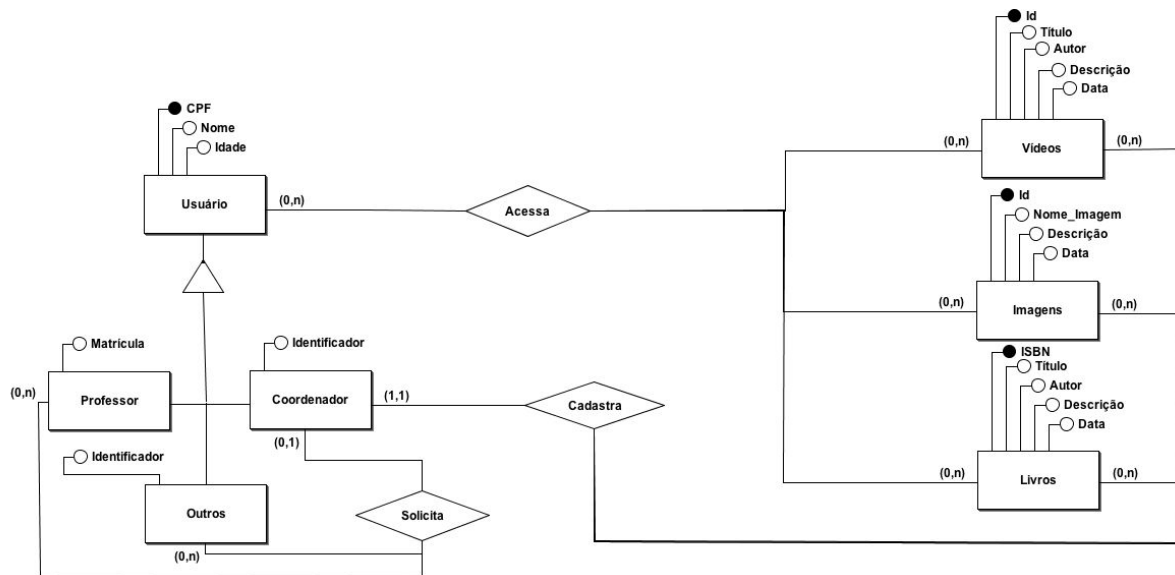 Id
Título
Autor
Descrição
Data
(0,n) Vídeos (0,n)
CPF
Nome
Idade
Usuário (0,n)
Acessa
Id
Nome_Imagem
Descrição
Data
(0,n) Imagens (0,n)
Matrícula
(0,n) Professor
Identificador
Coordenador (1,1)
(0,1)
Cadastra
ISBN
Título
Autor
Descrição
Data
(0,n) Livros (0,n)
Identificador
Outros
(0,n)
Solicita